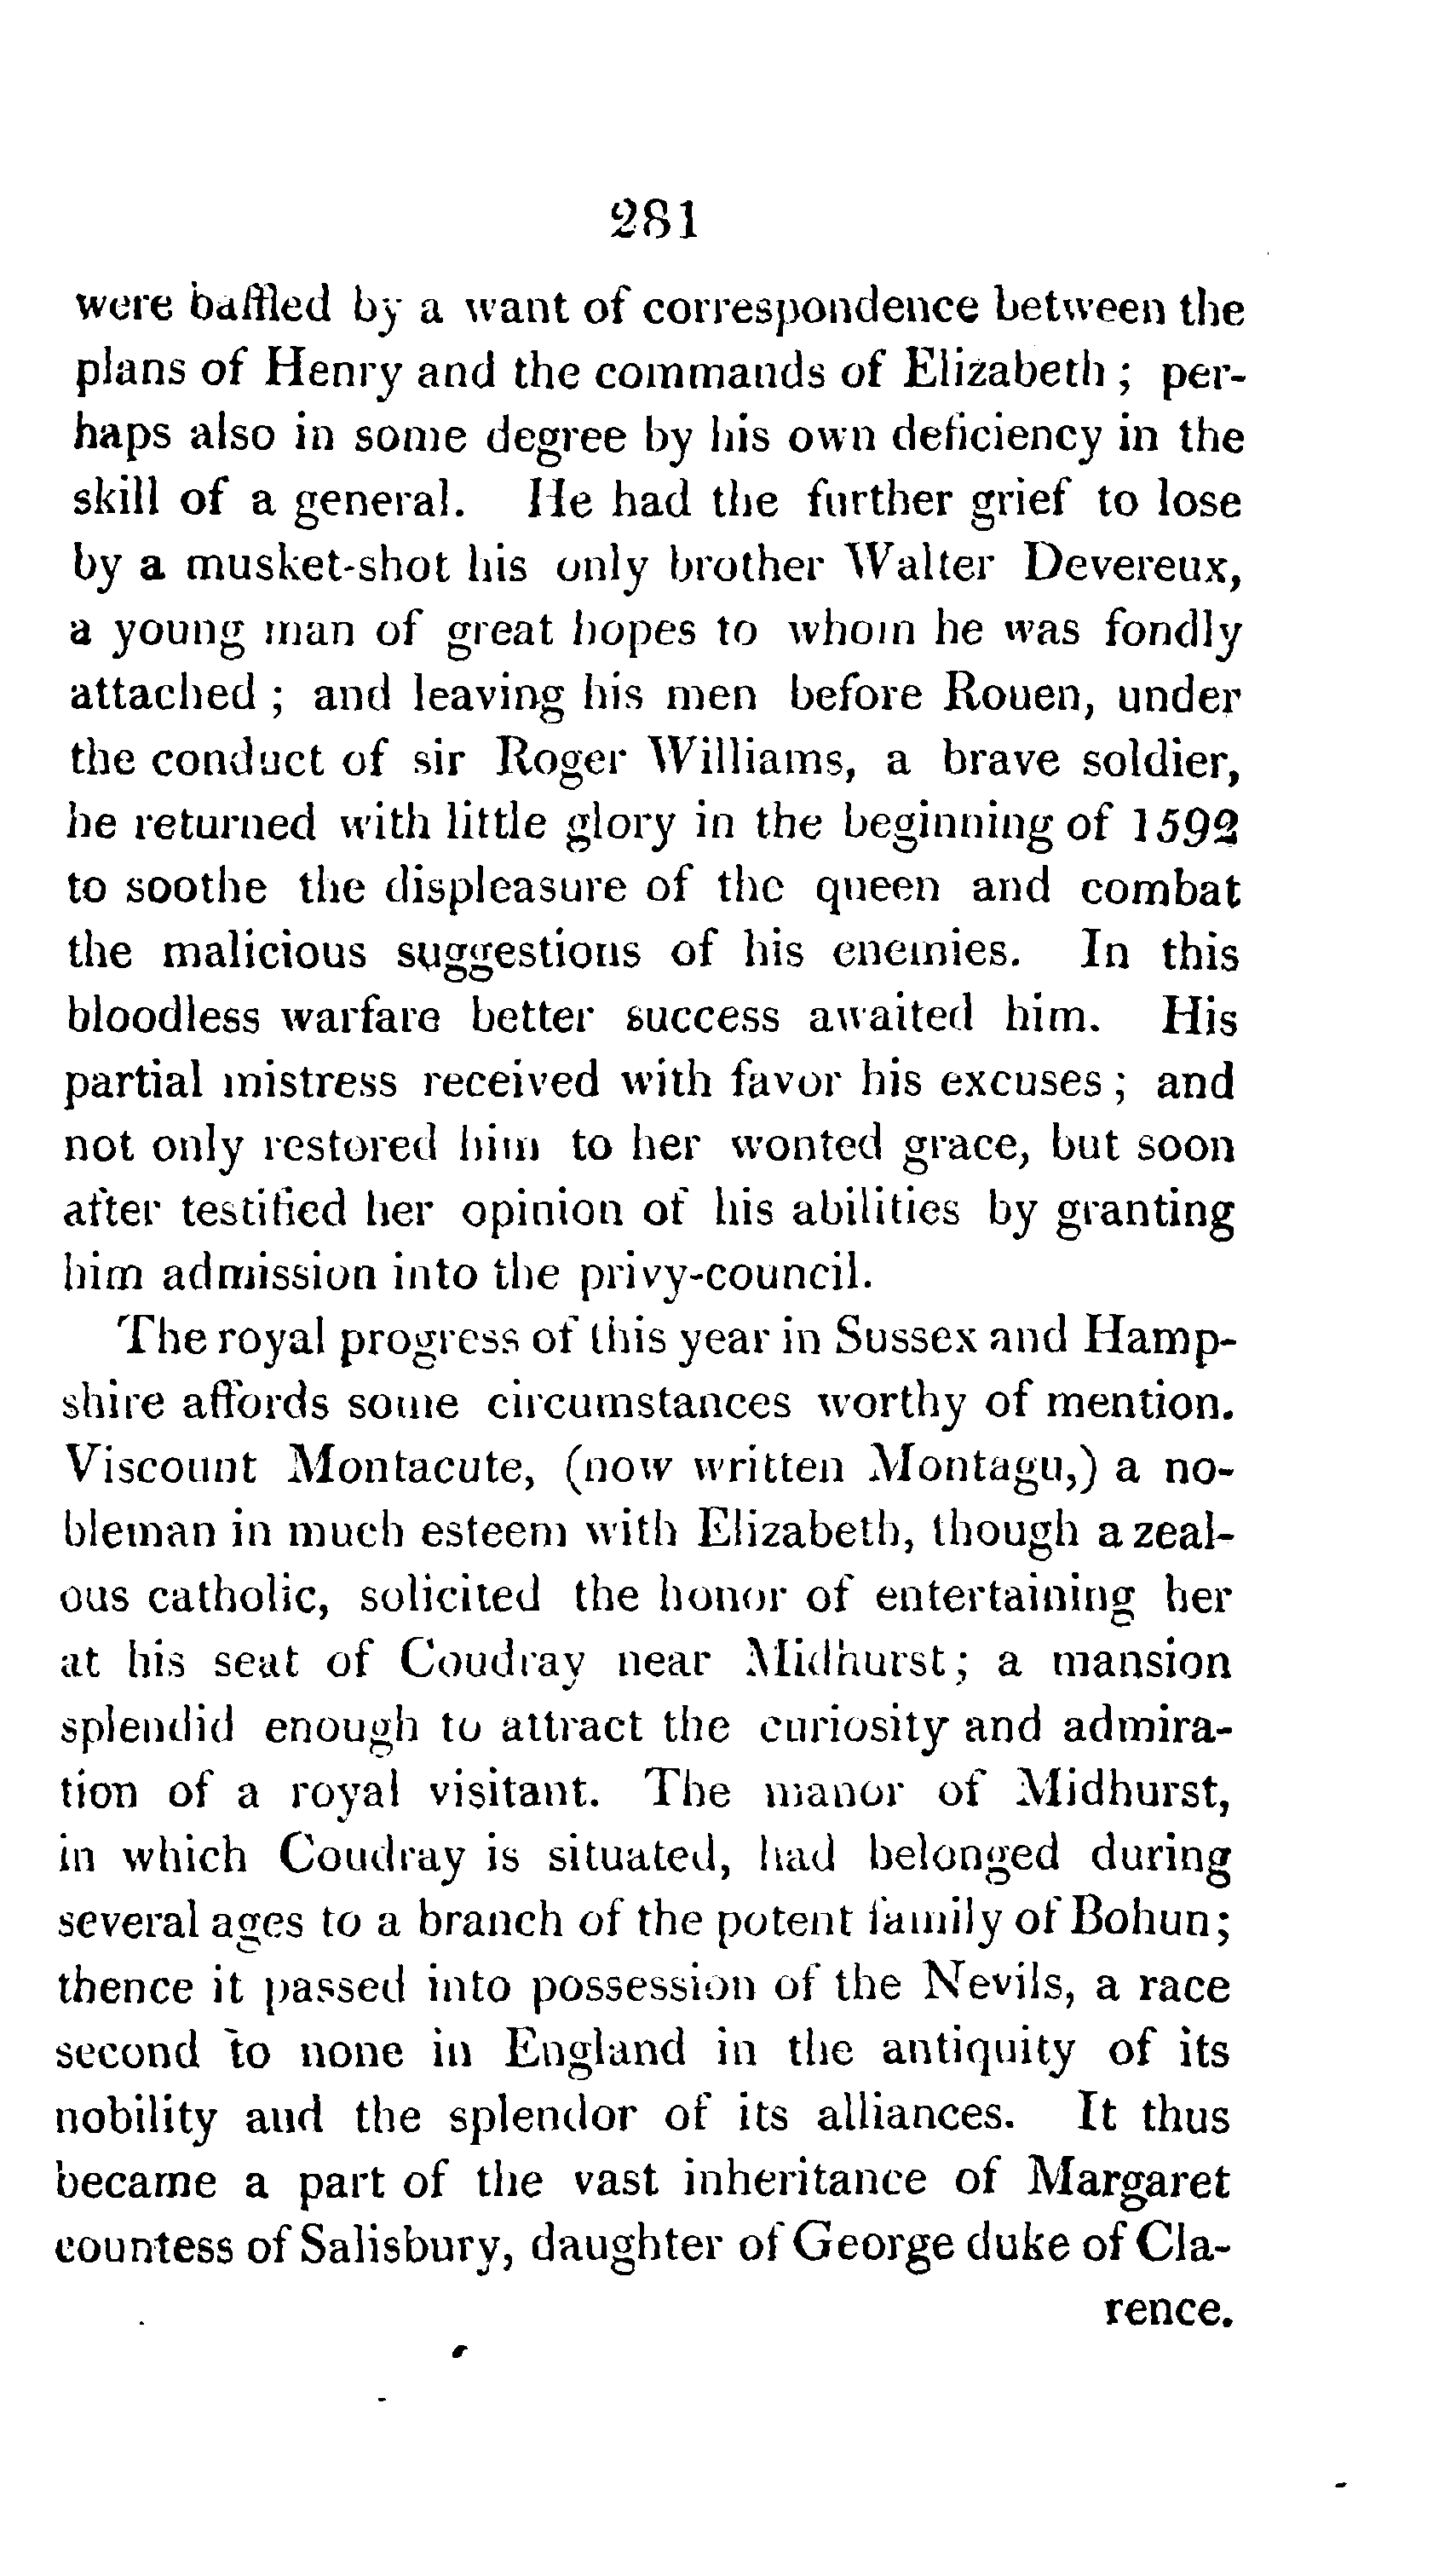 281
were baffled by a want of correspondence between the
plans of Henry and the commands of Elizabeth ; per-
haps also in some degree by his own deficiency in the
skill of a general. He had the further grief to lose
by a musket-shot his only brother Walter Devereux,
a young man of great hopes to whom he was fondly
attached ; and leaving his men before Rouen, under
the conduct of sir Roger Williams, a brave soldier,
he returned with little glory in the beginning of 1592
to soothe the displeasure of the queen and combat
the malicious suggestions of his enemies. In this
bloodless warfare better success awaited him. His
partial mistress received with favor his excuses ; and
not only restored him to her wonted grace, but soon
after testified her opinion of his abilities by granting
him admission into the privy-council.
The royal progress of this year in Sussex and Hamp-
shire affords some circumstances worthy of mention.
Viscount Montacute, (now written Montagu,) a no-
bleman in much esteem with Elizabeth, though a zeal-
ous catholic, solicited the honor of entertaining her
at his seat of Coudray near Midhurst ; a mansion
splendid enough to attract the curiosity and admira-
tion of a royal visitant. The manor of Midhurst,
in which Coudray is situated, had belonged during
several ages to a branch of the potent family of Bohun;
thence it passed into possession of the Nevils, a race
second to none in England in the antiquity of its
nobility and the splendor of its alliances. It thus
became a part of the vast inheritance of Margaret
countess of Salisbury, daughter of George duke of Cla-
rence.